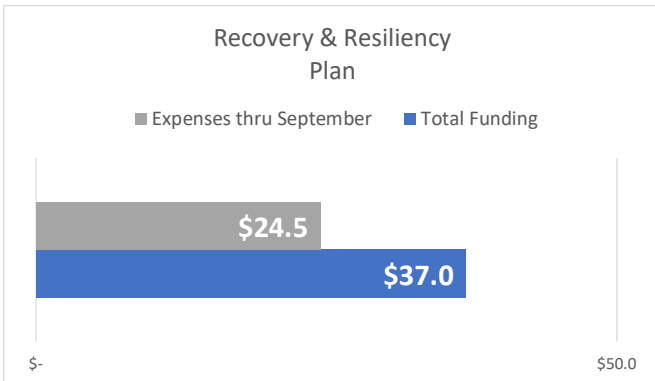 Recovery & Resiliency
Plan
Expenses thru September Total Funding
$24.5
$37.0
$- $50.0